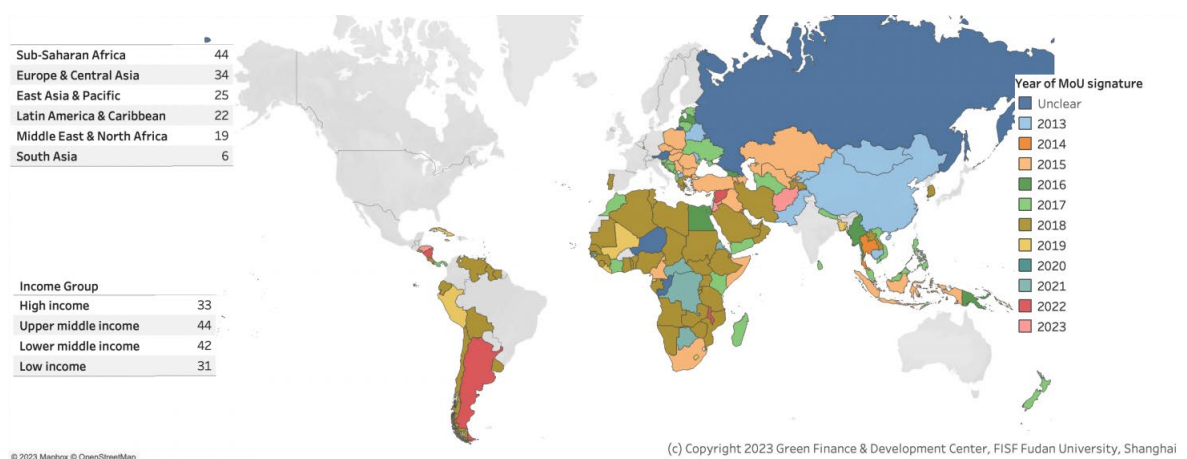 Sub-Saharan Africa 44
Europe & Central Asia 34
East Asia & Pacific 25
Latin America & Caribbean 22
Middle East & North Africa 19
South Asia 6
Income Group
High income 33
Upper middle income 44
Lower middle income 42
Low income 31
Year of MoU signature
Unclear
2013
2014
2015
2016
2017
2018
2019
2020
2021
2022
2023
(c) Copyright 2023 Green Finance & Development Center, FISF Fudan University, Shanghai
© 2023 Mapbox © OpenStreetMap